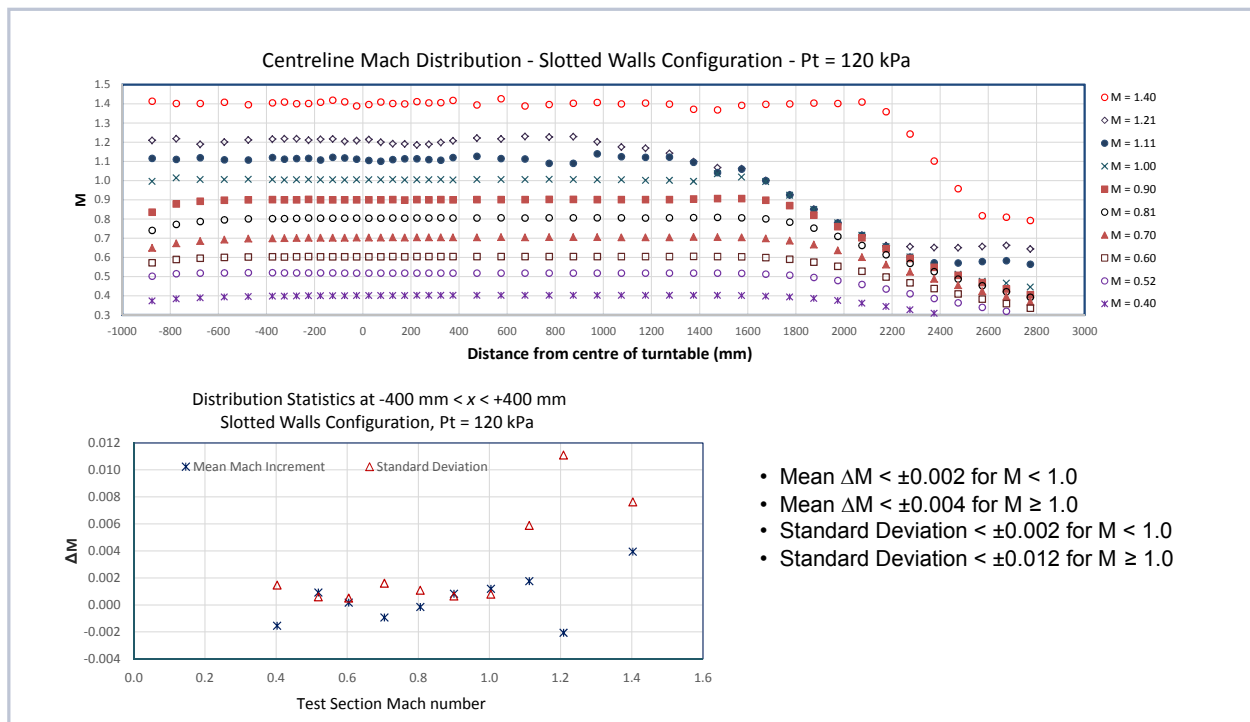 Centreline Mach Distribution - Slotted Walls Configuration - Pt = 120 kPa
1.5
1.4
1.3
1.2
1.1
1.0
0.9
0.8
0.7
0.6
0.5
0.4
0.3
M
-1000 -800 -600 -400 -200 0 200 400 600 800 1000 1200 1400 1600 1800 2000 2200 2400 2600 2800 3000
Distance from centre of turntable (mm)
M = 1.40
M = 1.21
M = 1.11
M = 1.00
M = 0.90
M = 0.81
M = 0.70
M = 0.60
M = 0.52
M = 0.40
Distribution Statistics at -400 mm < x < +400 mm
Slotted Walls Configuration, Pt = 120 kPa
0.012
0.010
0.008
0.006
0.004
0.002
0.000
-0.002
-0.004
ΔM
Mean Mach Increment Standard Deviation
0.0 0.2 0.4 0.6 0.8 1.0 1.2 1.4 1.6
Test Section Mach number
• Mean ΔM < ±0.002 for M < 1.0
• Mean ΔM < ±0.004 for M ≥ 1.0
• Standard Deviation < ±0.002 for M < 1.0
• Standard Deviation < ±0.012 for M ≥ 1.0